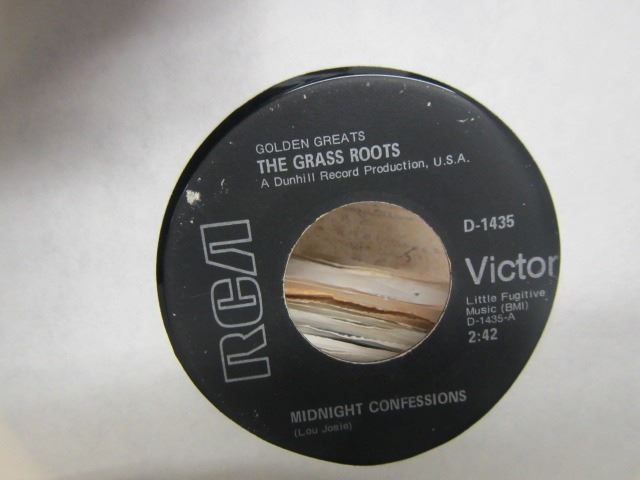 GOLDEN GREATS
THE GRASS ROOTS
A Dunhill Record Production, U.S.A.
RCA
D-1435
Victor
Little Fugitive
Music (BMI)
D-1435-A
2:42
MIDNIGHT CONFESSIONS
(Lou Josie)